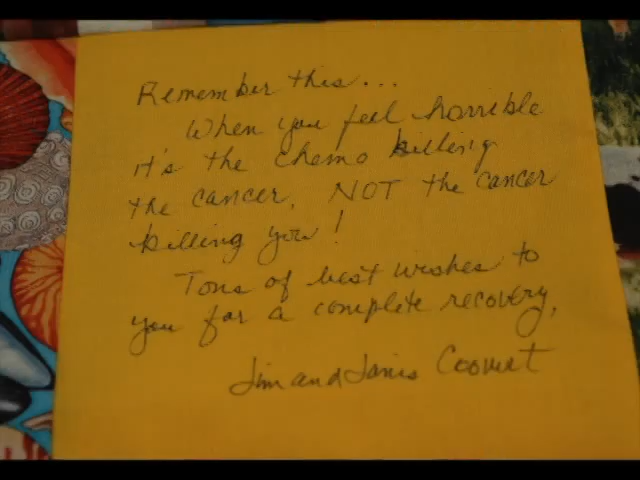 Remember this...
When you feel horrible
it's the chemo killing
the cancer, NOT the cancer
killing you!
Tons of best wishes to
you for a complete recovery,
Jim and Janis Coovert